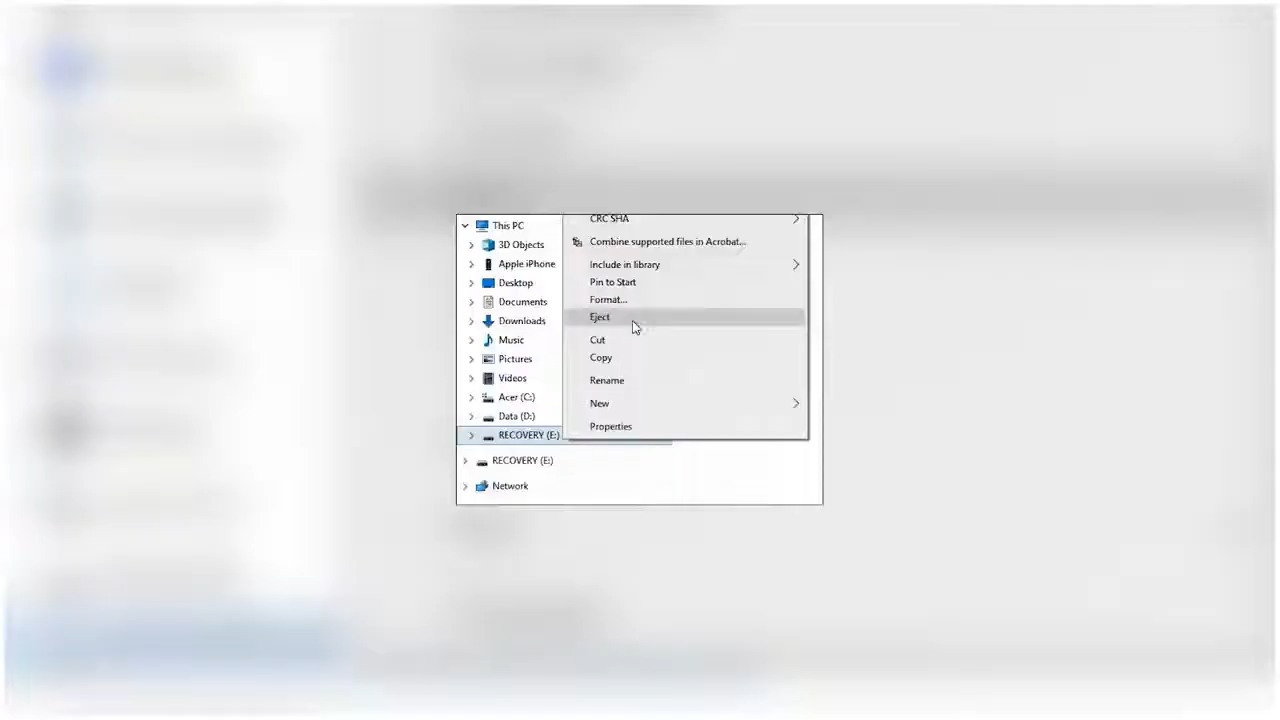 This PC
3D Objects
Apple iPhone
Desktop
Documents
Downloads
Music
Pictures
Videos
Acer (C:)
Data (D:)
RECOVERY (E:)
RECOVERY (E:)
Network
CRC SHA
Combine supported files in Acrobat...
Include in library
Pin to Start
Format...
Eject
Cut
Copy
Rename
New
Properties